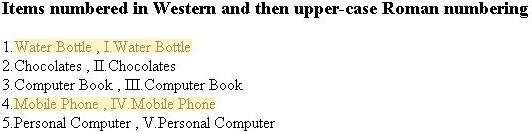 Items numbered in Western and then upper-case Roman numbering
1.Water Bottle , I.Water Bottle
2.Chocolates , II.Chocolates
3.Computer Book , III.Computer Book
4.Mobile Phone , IV.Mobile Phone
5.Personal Computer , V.Personal Computer